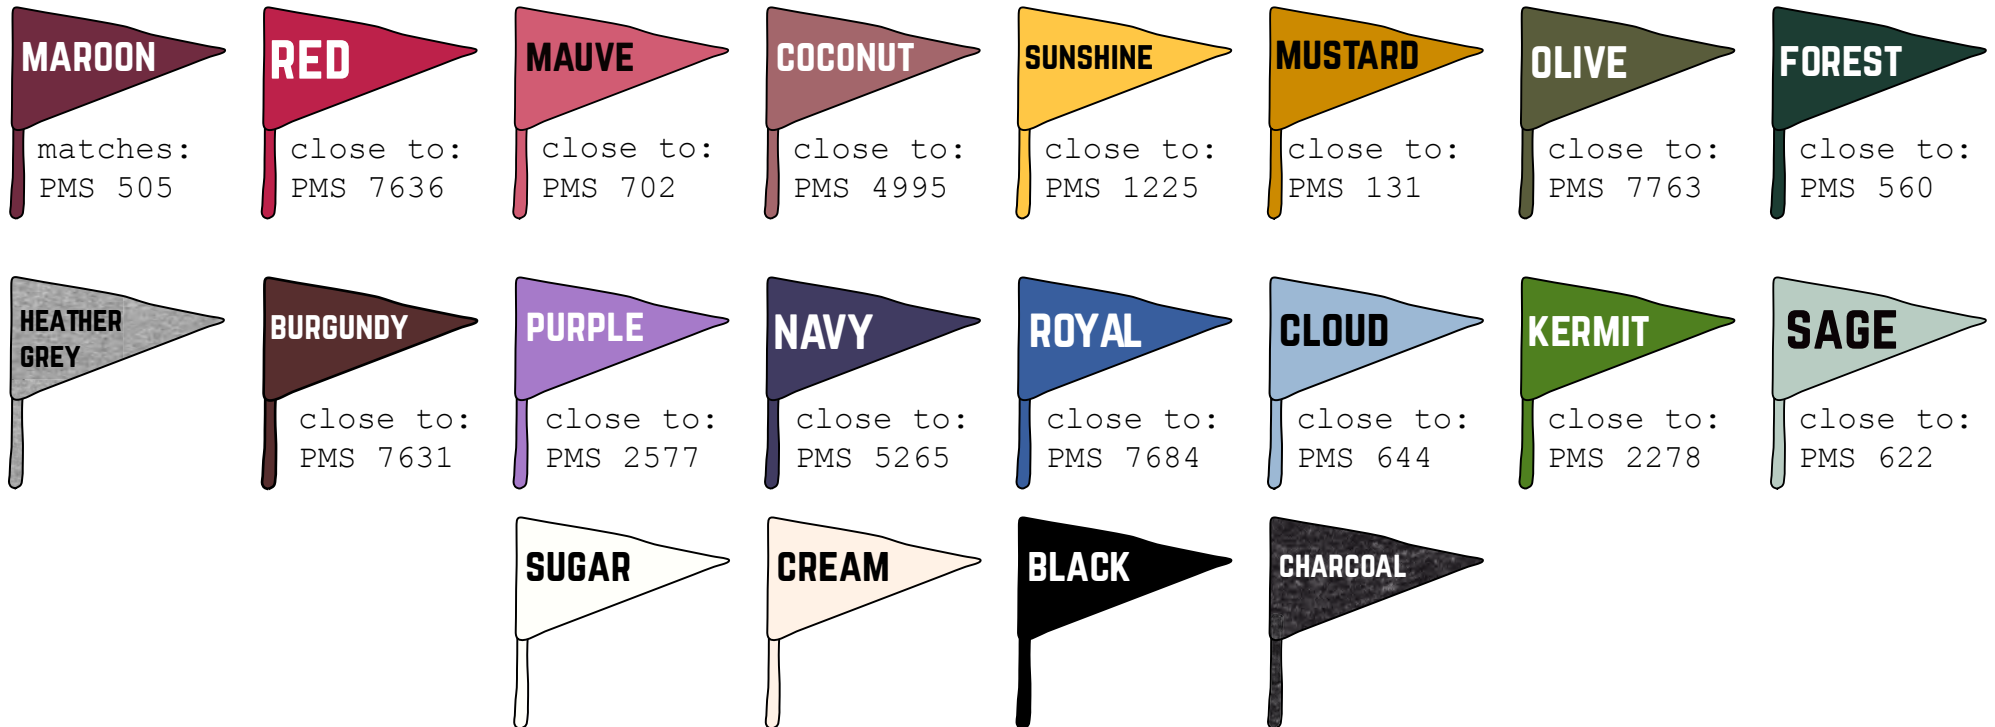 MAROON
matches:
PMS 505
RED
close to:
PMS 7636
MAUVE
close to:
PMS 702
COCONUT
close to:
PMS 4995
SUNSHINE
close to:
PMS 1225
MUSTARD
close to:
PMS 131
OLIVE
close to:
PMS 7763
FOREST
close to:
PMS 560
HEATHER
GREY
BURGUNDY
close to:
PMS 7631
PURPLE
close to:
PMS 2577
NAVY
close to:
PMS 5265
ROYAL
close to:
PMS 7684
CLOUD
close to:
PMS 644
KERMIT
close to:
PMS 2278
SAGE
close to:
PMS 622
SUGAR
CREAM
BLACK
CHARCOAL